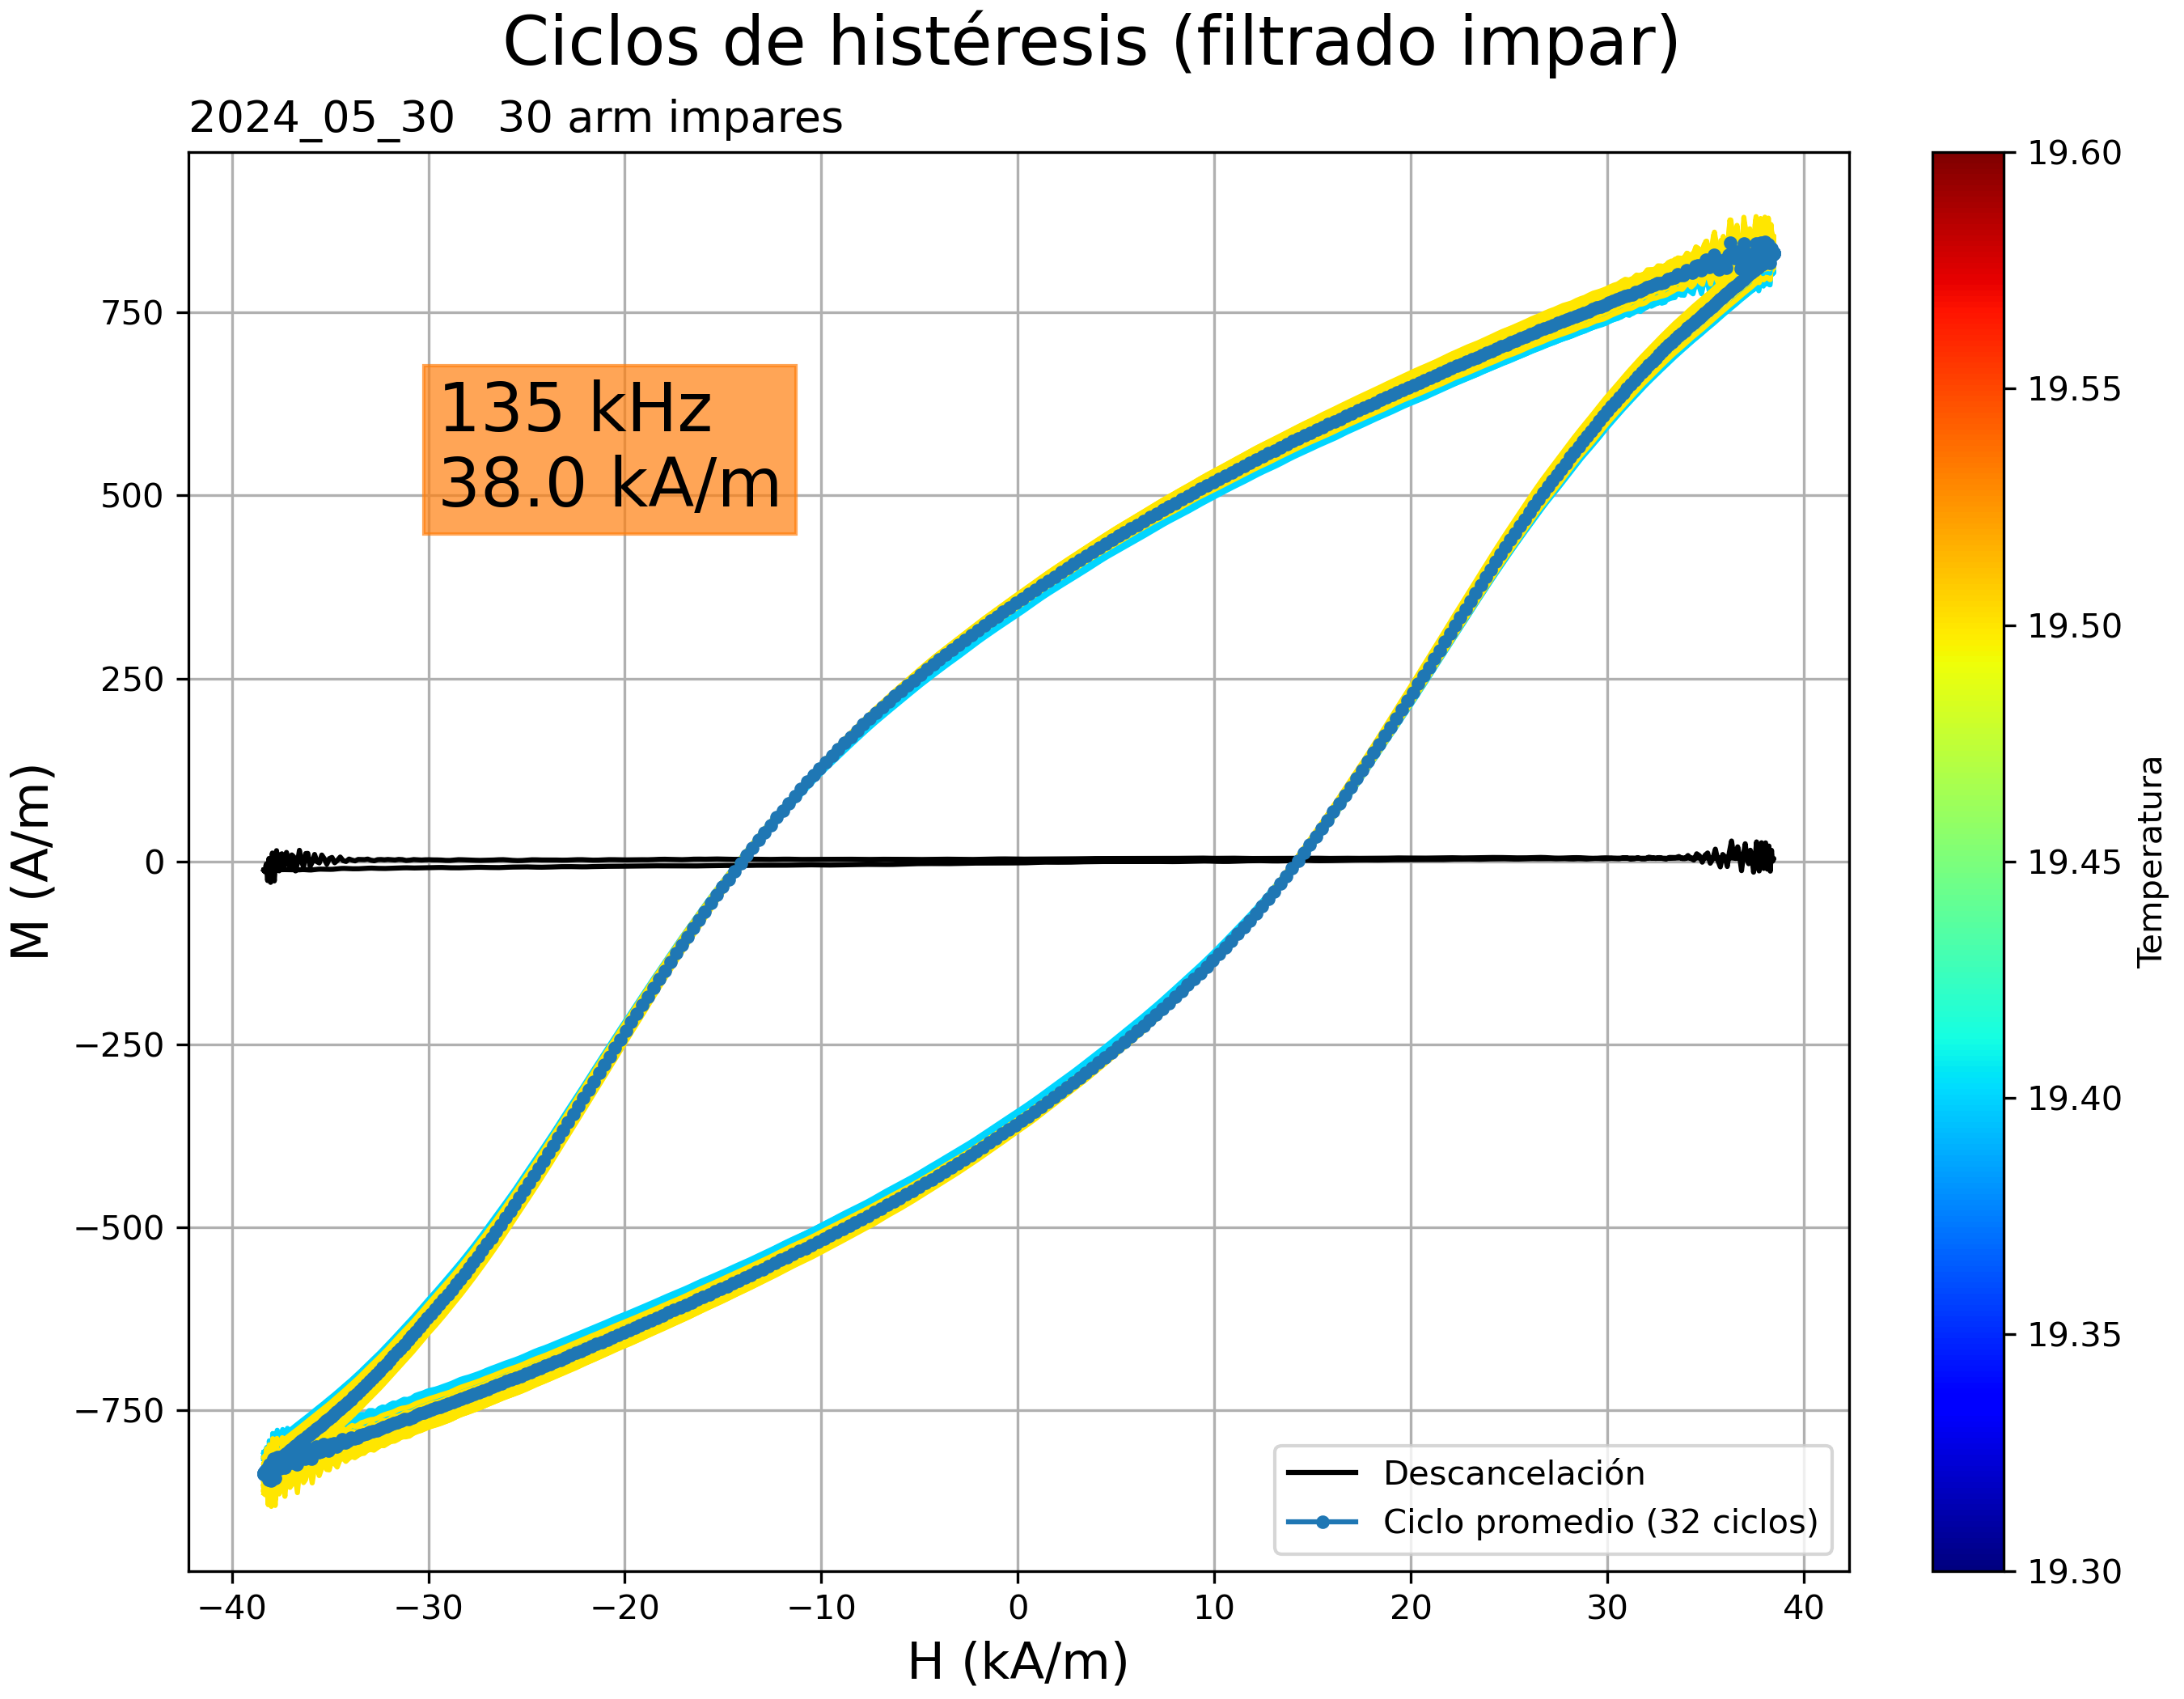 Ciclos de histéresis (filtrado impar)
2024_05_30   30 arm impares
135 kHz
38.0 kA/m
M (A/m)
750
500
250
0
−250
−500
−750
−40
−30
−20
−10
0
10
20
30
40
H (kA/m)
Descancelación
Ciclo promedio (32 ciclos)
19.60
19.55
19.50
19.45
19.40
19.35
19.30
Temperatura